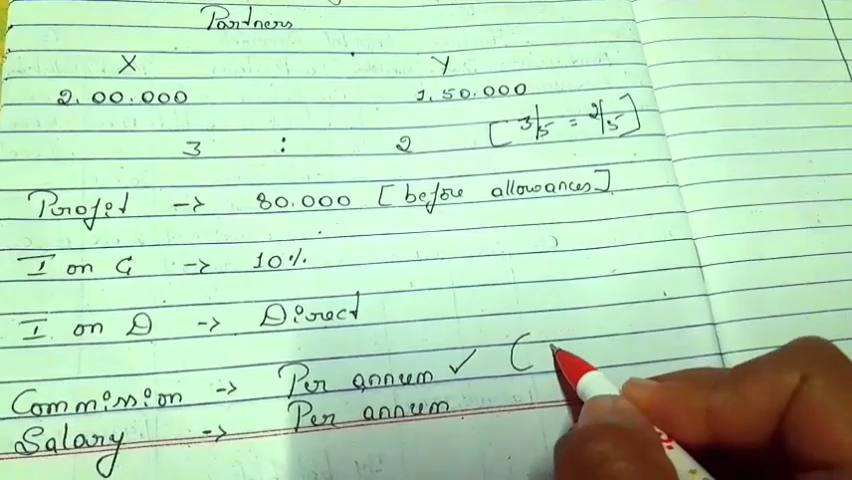 Partners
X Y
2,00,000 1,50,000
3 : 2 [3/5 = 2/5]
Profit → 80,000 [before allowances]
I on C → 10%
I on D → Direct
Commission → Per annum ✓ (
Salary → Per annum